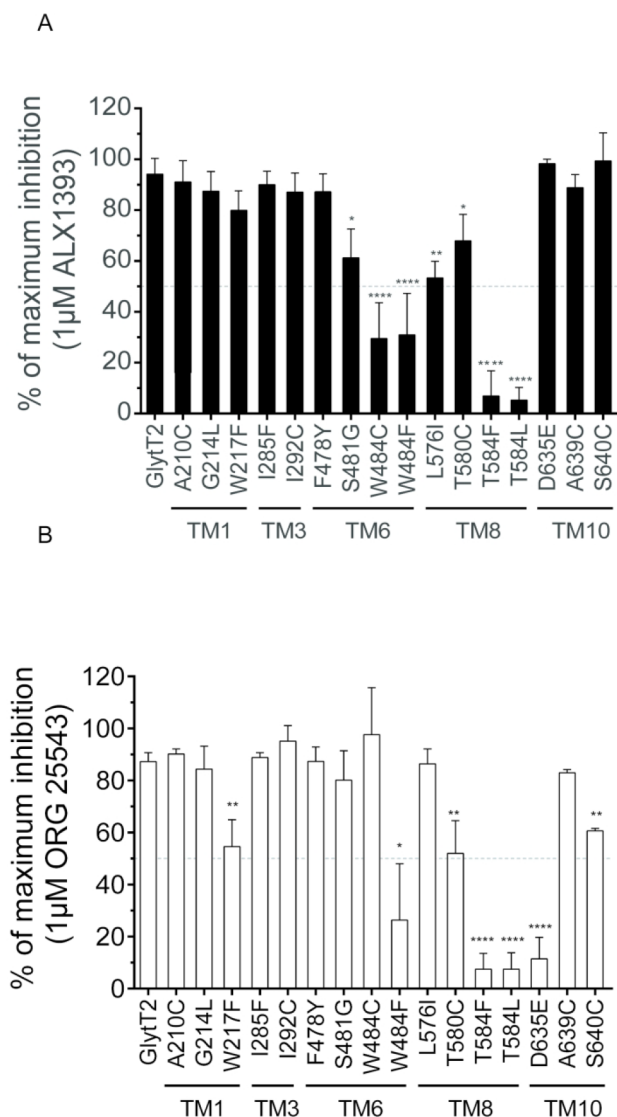 A
% of maximum inhibition
(1µM ALX1393)
120
100
80
60
40
20
0
*
****
****
**
*
****
****
GlytT2
A210C
G214L
W217F
I285F
I292C
F478Y
S481G
W484C
W484F
L576I
T580C
T584F
T584L
D635E
A639C
S640C
TM1
TM3
TM6
TM8
TM10
B
% of maximum inhibition
(1µM ORG 25543)
120
100
80
60
40
20
0
**
*
**
****
****
****
**
GlytT2
A210C
G214L
W217F
I285F
I292C
F478Y
S481G
W484C
W484F
L576I
T580C
T584F
T584L
D635E
A639C
S640C
TM1
TM3
TM6
TM8
TM10